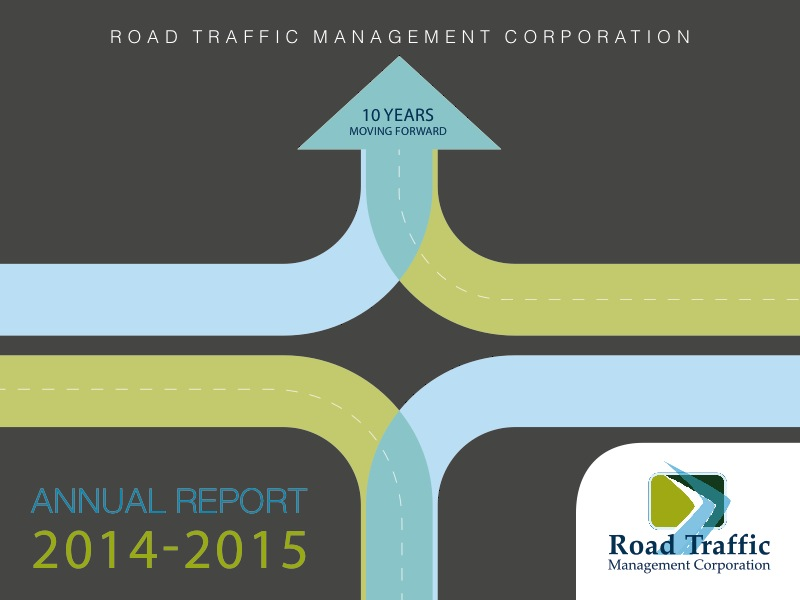 ROAD TRAFFIC MANAGEMENT CORPORATION
10 YEARS
MOVING FORWARD
ANNUAL REPORT
2014-2015
Road Traffic
Management Corporation